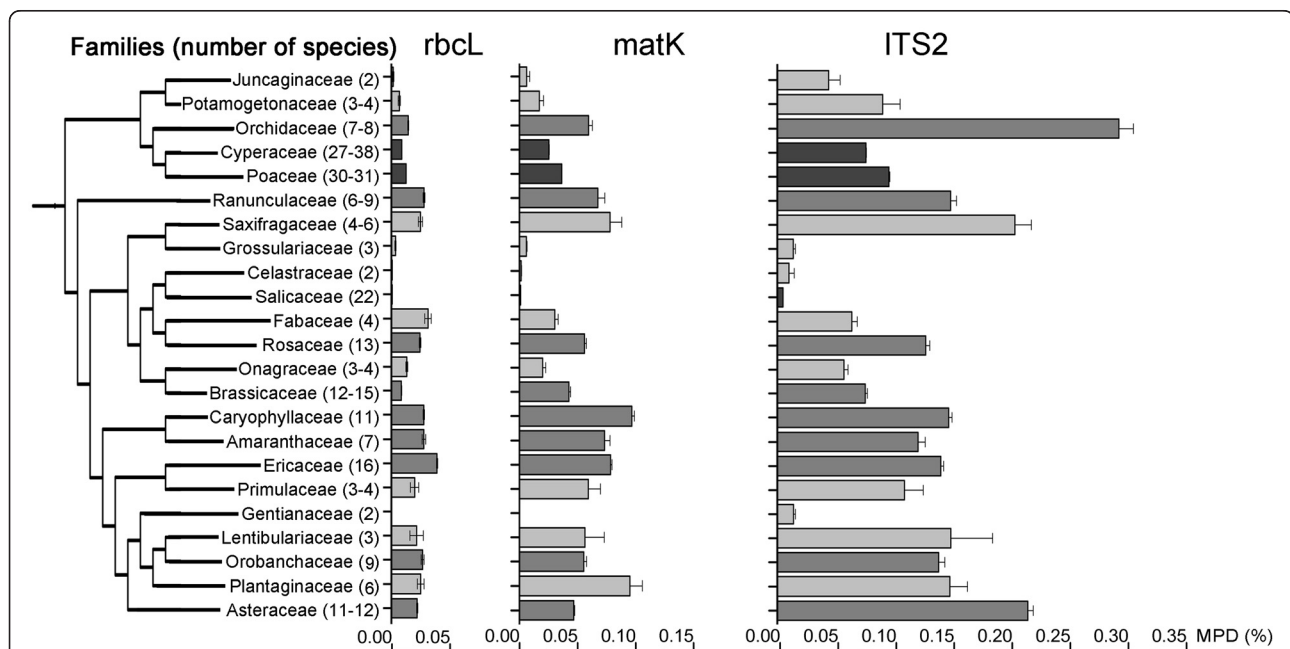 Families (number of species) rbcL matK ITS2
Juncaginaceae (2)
Potamogetonaceae (3-4)
Orchidaceae (7-8)
Cyperaceae (27-38)
Poaceae (30-31)
Ranunculaceae (6-9)
Saxifragaceae (4-6)
Grossulariaceae (3)
Celastraceae (2)
Salicaceae (22)
Fabaceae (4)
Rosaceae (13)
Onagraceae (3-4)
Brassicaceae (12-15)
Caryophyllaceae (11)
Amaranthaceae (7)
Ericaceae (16)
Primulaceae (3-4)
Gentianaceae (2)
Lentibulariaceae (3)
Orobanchaceae (9)
Plantaginaceae (6)
Asteraceae (11-12)
0.00 0.05 0.00 0.05 0.10 0.15 0.00 0.05 0.10 0.15 0.20 0.25 0.30 0.35 MPD (%)